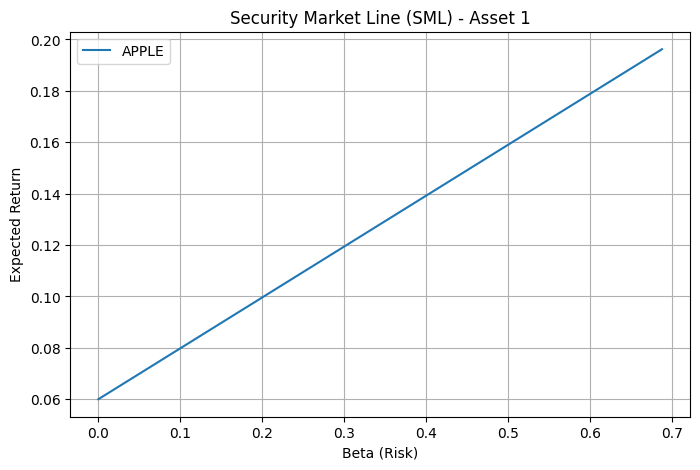 Security Market Line (SML) - Asset 1
APPLE
Expected Return
0.20
0.18
0.16
0.14
0.12
0.10
0.08
0.06
0.0 0.1 0.2 0.3 0.4 0.5 0.6 0.7
Beta (Risk)